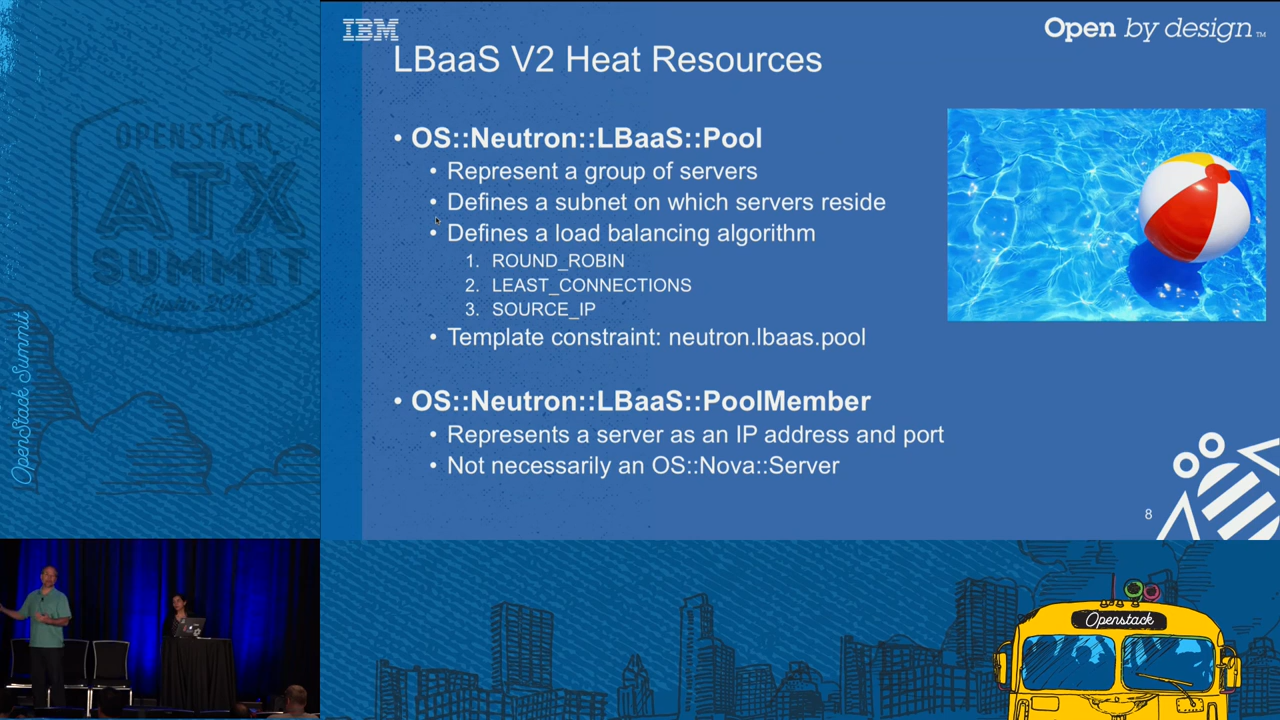 IBM
Open by design™
LBaaS V2 Heat Resources
• OS::Neutron::LBaaS::Pool
• Represent a group of servers
• Defines a subnet on which servers reside
• Defines a load balancing algorithm
1. ROUND_ROBIN
2. LEAST_CONNECTIONS
3. SOURCE_IP
• Template constraint: neutron.lbaas.pool
• OS::Neutron::LBaaS::PoolMember
• Represents a server as an IP address and port
• Not necessarily an OS::Nova::Server
8
OPENSTACK
ATX
SUMMIT
OpenStack Summit
Openstack